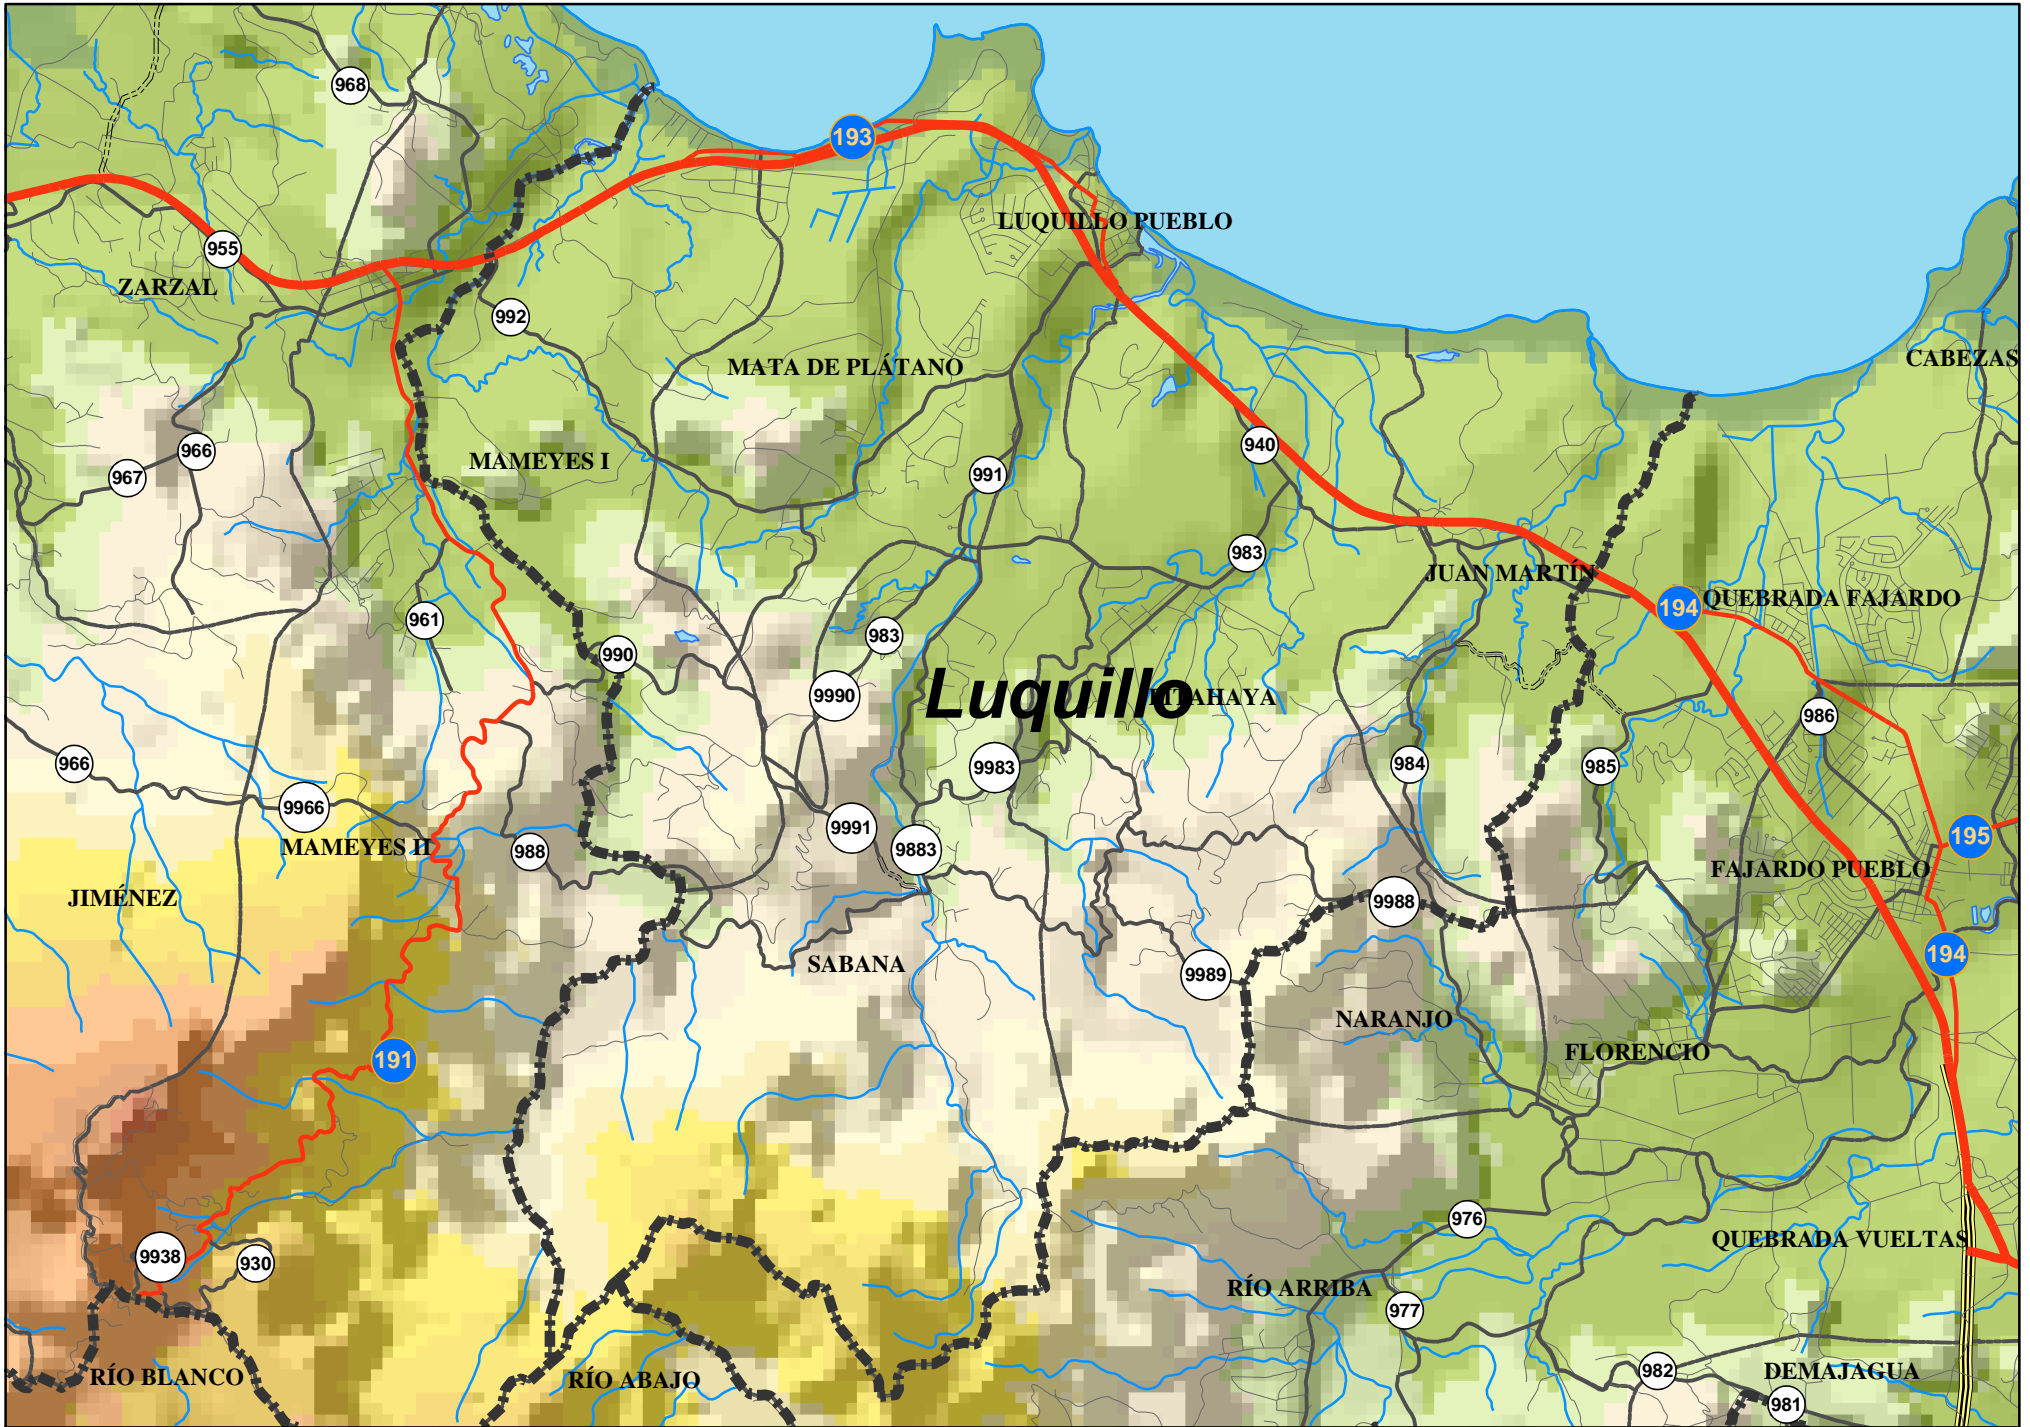 968
193
LUQUILLO PUEBLO
955
ZARZAL
992
CABEZAS
MATA DE PLÁTANO
940
966
MAMEYES I
991
967
983
JUAN MARTÍN
194
QUEBRADA FAJARDO
961
983
990
9990
Luquillo
986
966
9983
984
985
9966
9991
195
MAMEYES II
988
9883
FAJARDO PUEBLO
JIMÉNEZ
9988
194
SABANA
9989
NARANJO
191
FLORENCIO
976
QUEBRADA VUELTAS
9938
930
RÍO ARRIBA
977
RÍO BLANCO
RÍO ABAJO
982
DEMAJAGUA
981